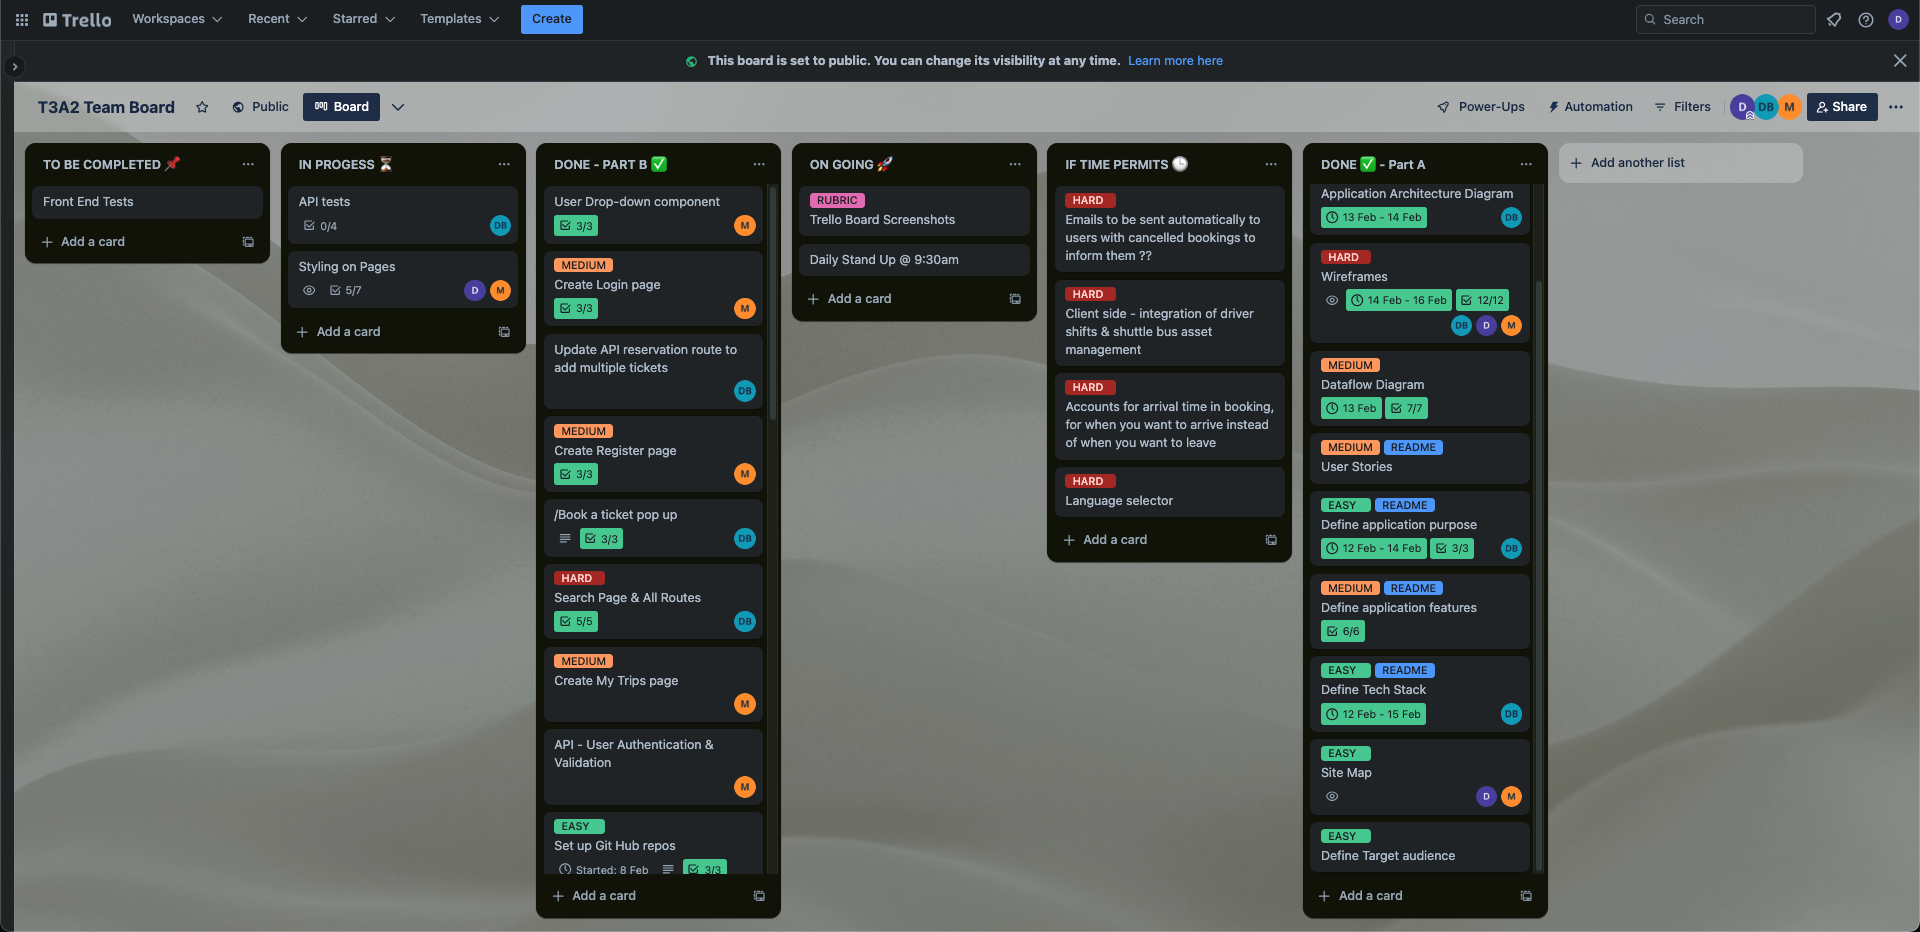 Trello
Workspaces
Recent
Starred
Templates
Create
Search
D
This board is set to public. You can change its visibility at any time. Learn more here
T3A2 Team Board
Public
Board
Power-Ups
Automation
Filters
D
DB
M
Share
TO BE COMPLETED 📌
Front End Tests
Add a card
IN PROGESS ⏳
API tests
0/4
DB
Styling on Pages
5/7
D
M
Add a card
DONE - PART B ✅
User Drop-down component
3/3
M
MEDIUM
Create Login page
3/3
M
Update API reservation route to
add multiple tickets
DB
MEDIUM
Create Register page
3/3
M
/Book a ticket pop up
3/3
DB
HARD
Search Page & All Routes
5/5
DB
MEDIUM
Create My Trips page
M
API - User Authentication &
Validation
M
EASY
Set up Git Hub repos
Started: 8 Feb
3/3
Add a card
ON GOING 🚀
RUBRIC
Trello Board Screenshots
Daily Stand Up @ 9:30am
Add a card
IF TIME PERMITS 🕒
HARD
Emails to be sent automatically to
users with cancelled bookings to
inform them ??
HARD
Client side - integration of driver
shifts & shuttle bus asset
management
HARD
Accounts for arrival time in booking,
for when you want to arrive instead
of when you want to leave
HARD
Language selector
Add a card
DONE ✅ - Part A
Application Architecture Diagram
13 Feb - 14 Feb
DB
HARD
Wireframes
14 Feb - 16 Feb
12/12
DB
D
M
MEDIUM
Dataflow Diagram
13 Feb
7/7
MEDIUM README
User Stories
EASY README
Define application purpose
12 Feb - 14 Feb
3/3
DB
MEDIUM README
Define application features
6/6
EASY README
Define Tech Stack
12 Feb - 15 Feb
DB
EASY
Site Map
D
M
EASY
Define Target audience
Add a card
Add another list